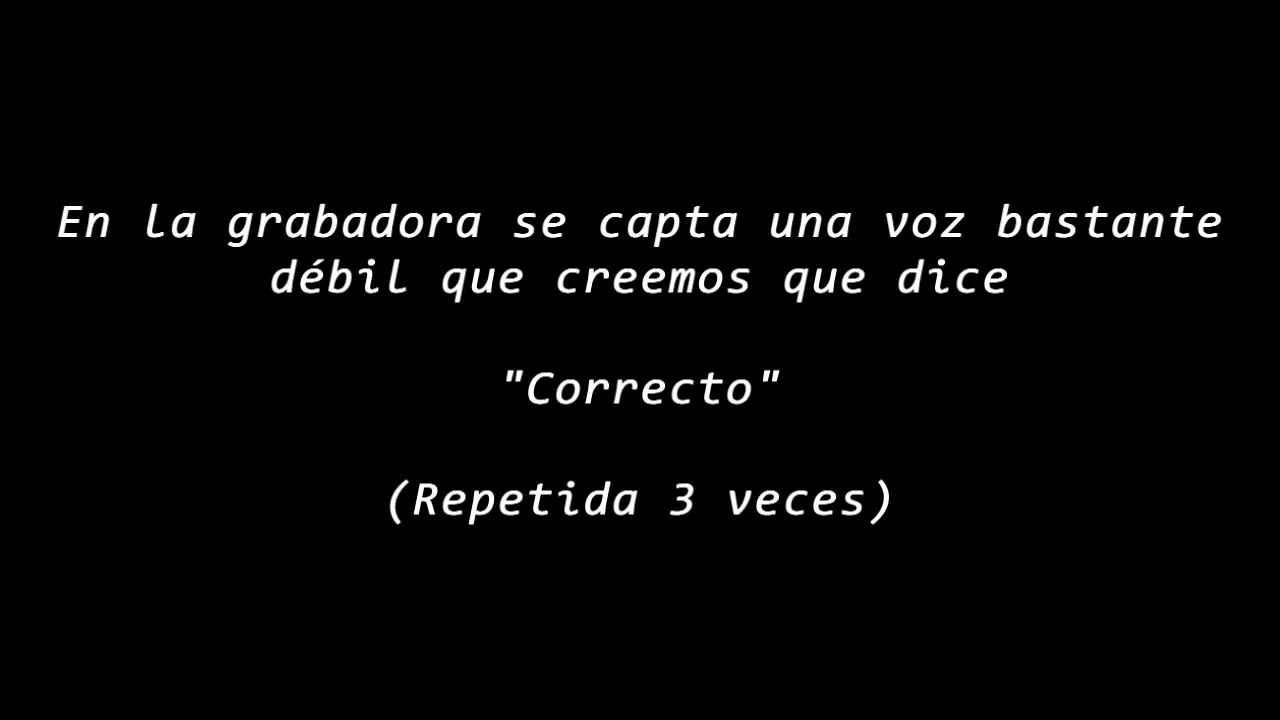 En la grabadora se capta una voz bastante
débil que creemos que dice
"Correcto"
(Repetida 3 veces)